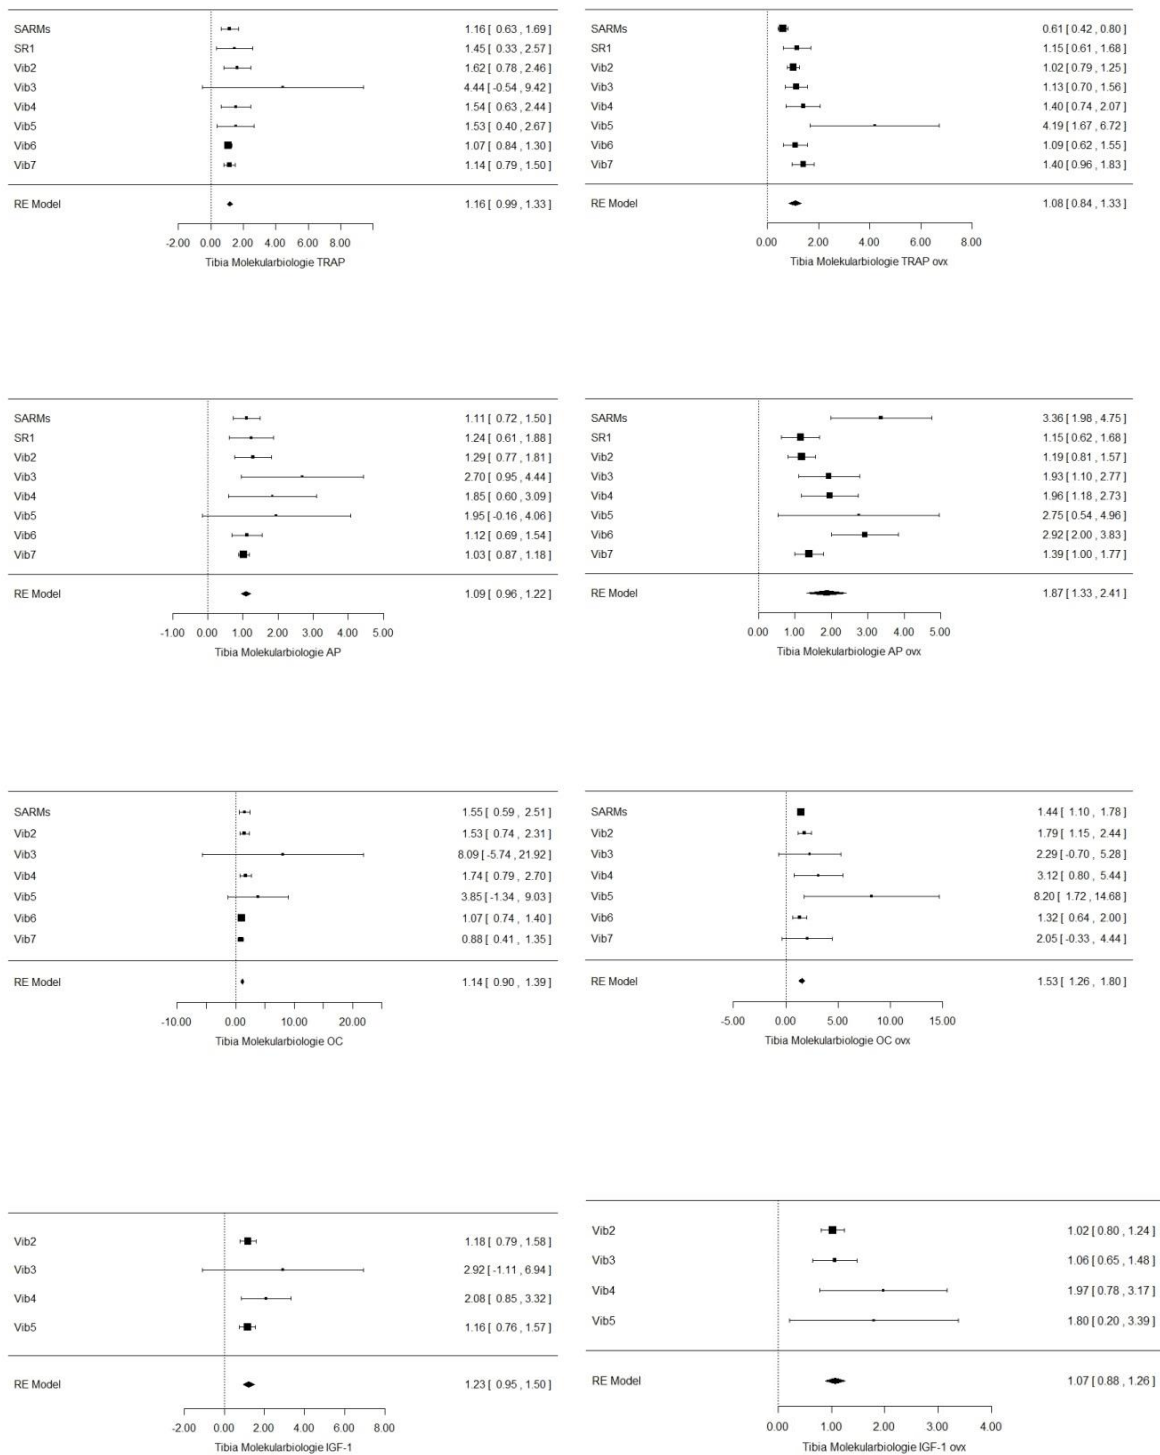 SARMs 1.16 [ 0.63 , 1.69 ]
SR1 1.45 [ 0.33 , 2.57 ]
Vib2 1.62 [ 0.78 , 2.46 ]
Vib3 4.44 [ -0.54 , 9.42 ]
Vib4 1.54 [ 0.63 , 2.44 ]
Vib5 1.53 [ 0.40 , 2.67 ]
Vib6 1.07 [ 0.84 , 1.30 ]
Vib7 1.14 [ 0.79 , 1.50 ]
RE Model 1.16 [ 0.99 , 1.33 ]
-2.00 0.00 2.00 4.00 6.00 8.00
Tibia Molekularbiologie TRAP
SARMs 0.61 [ 0.42 , 0.80 ]
SR1 1.15 [ 0.61 , 1.68 ]
Vib2 1.02 [ 0.79 , 1.25 ]
Vib3 1.13 [ 0.70 , 1.56 ]
Vib4 1.40 [ 0.74 , 2.07 ]
Vib5 4.19 [ 1.67 , 6.72 ]
Vib6 1.09 [ 0.62 , 1.55 ]
Vib7 1.40 [ 0.96 , 1.83 ]
RE Model 1.08 [ 0.84 , 1.33 ]
0.00 2.00 4.00 6.00 8.00
Tibia Molekularbiologie TRAP ovx
SARMs 1.11 [ 0.72 , 1.50 ]
SR1 1.24 [ 0.61 , 1.88 ]
Vib2 1.29 [ 0.77 , 1.81 ]
Vib3 2.70 [ 0.95 , 4.44 ]
Vib4 1.85 [ 0.60 , 3.09 ]
Vib5 1.95 [ -0.16 , 4.06 ]
Vib6 1.12 [ 0.69 , 1.54 ]
Vib7 1.03 [ 0.87 , 1.18 ]
RE Model 1.09 [ 0.96 , 1.22 ]
-1.00 0.00 1.00 2.00 3.00 4.00 5.00
Tibia Molekularbiologie AP
SARMs 3.36 [ 1.98 , 4.75 ]
SR1 1.15 [ 0.62 , 1.68 ]
Vib2 1.19 [ 0.81 , 1.57 ]
Vib3 1.93 [ 1.10 , 2.77 ]
Vib4 1.96 [ 1.18 , 2.73 ]
Vib5 2.75 [ 0.54 , 4.96 ]
Vib6 2.92 [ 2.00 , 3.83 ]
Vib7 1.39 [ 1.00 , 1.77 ]
RE Model 1.87 [ 1.33 , 2.41 ]
0.00 1.00 2.00 3.00 4.00 5.00
Tibia Molekularbiologie AP ovx
SARMs 1.55 [ 0.59 , 2.51 ]
Vib2 1.53 [ 0.74 , 2.31 ]
Vib3 8.09 [ -5.74 , 21.92 ]
Vib4 1.74 [ 0.79 , 2.70 ]
Vib5 3.85 [ -1.34 , 9.03 ]
Vib6 1.07 [ 0.74 , 1.40 ]
Vib7 0.88 [ 0.41 , 1.35 ]
RE Model 1.14 [ 0.90 , 1.39 ]
-10.00 0.00 10.00 20.00
Tibia Molekularbiologie OC
SARMs 1.44 [ 1.10 , 1.78 ]
Vib2 1.79 [ 1.15 , 2.44 ]
Vib3 2.29 [ -0.70 , 5.28 ]
Vib4 3.12 [ 0.80 , 5.44 ]
Vib5 8.20 [ 1.72 , 14.68 ]
Vib6 1.32 [ 0.64 , 2.00 ]
Vib7 2.05 [ -0.33 , 4.44 ]
RE Model 1.53 [ 1.26 , 1.80 ]
-5.00 0.00 5.00 10.00 15.00
Tibia Molekularbiologie OC ovx
Vib2 1.18 [ 0.79 , 1.58 ]
Vib3 2.92 [ -1.11 , 6.94 ]
Vib4 2.08 [ 0.85 , 3.32 ]
Vib5 1.16 [ 0.76 , 1.57 ]
RE Model 1.23 [ 0.95 , 1.50 ]
-2.00 0.00 2.00 4.00 6.00 8.00
Tibia Molekularbiologie IGF-1
Vib2 1.02 [ 0.80 , 1.24 ]
Vib3 1.06 [ 0.65 , 1.48 ]
Vib4 1.97 [ 0.78 , 3.17 ]
Vib5 1.80 [ 0.20 , 3.39 ]
RE Model 1.07 [ 0.88 , 1.26 ]
0.00 1.00 2.00 3.00 4.00
Tibia Molekularbiologie IGF-1 ovx